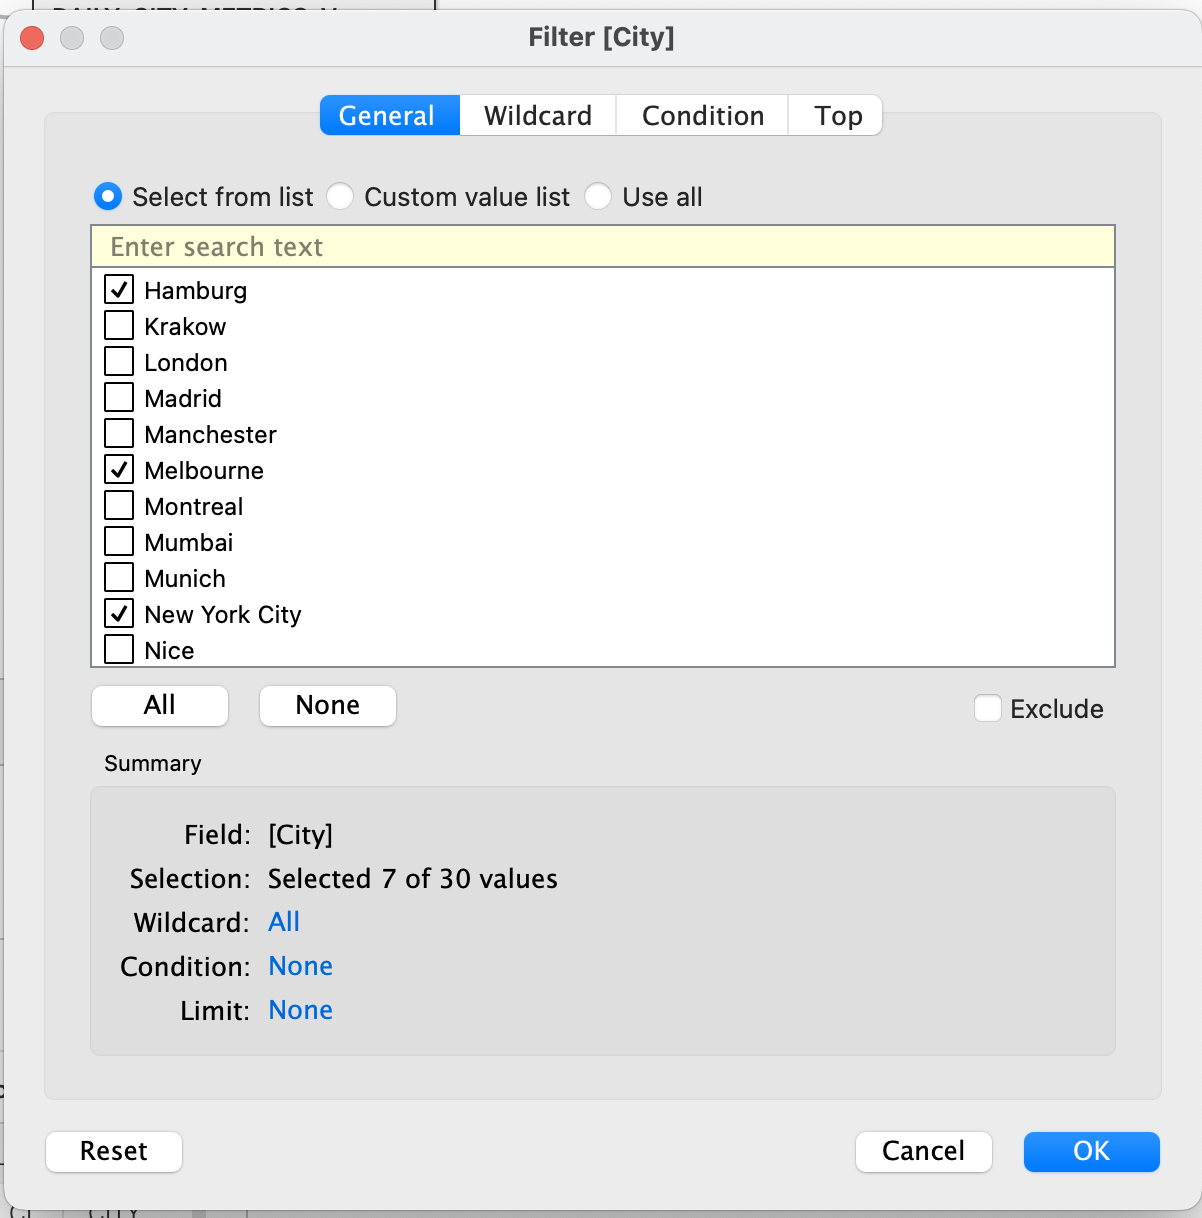 Filter [City]
General Wildcard Condition Top
Select from list Custom value list Use all
Enter search text
Hamburg
Krakow
London
Madrid
Manchester
Melbourne
Montreal
Mumbai
Munich
New York City
Nice
All None Exclude
Summary
Field: [City]
Selection: Selected 7 of 30 values
Wildcard: All
Condition: None
Limit: None
Reset Cancel OK